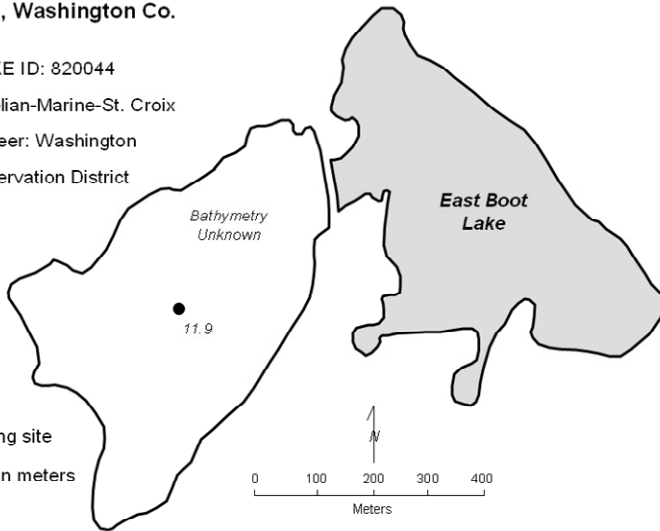 , Washington Co.
E ID: 820044
lian-Marine-St. Croix
eer: Washington
ervation District
Bathymetry
Unknown
East Boot
Lake
11.9
N
ng site
n meters
0 100 200 300 400
Meters